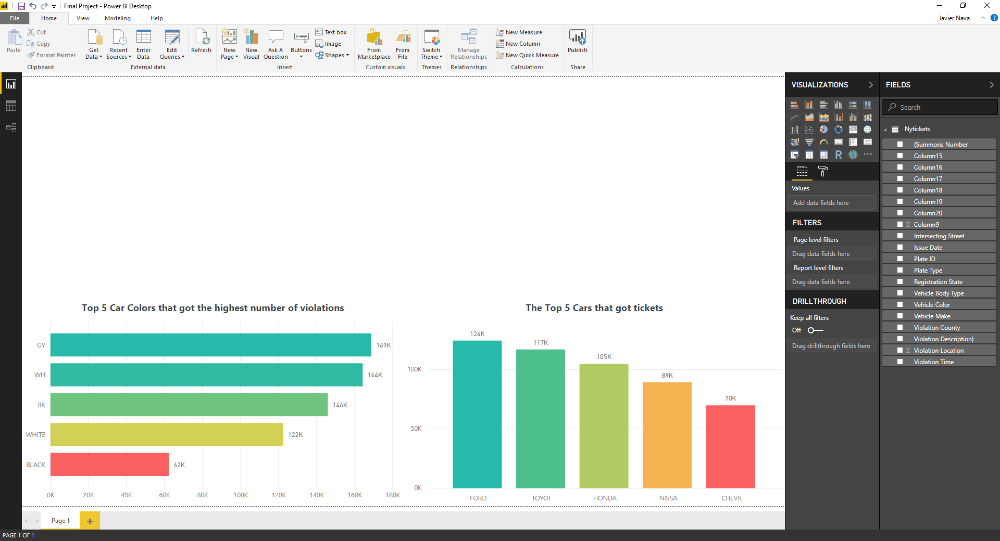 Final Project - Power BI Desktop
File Home View Modeling Help
Javier Nava
?
Paste
Cut
Copy
Format Painter
Clipboard
Get Data
Recent Sources
Enter Data
Edit Queries
Refresh
External data
New Page
New Visual
Ask A Question
Buttons
Text box
Image
Shapes
Insert
From Marketplace
From File
Custom visuals
Switch Theme
Themes
Manage Relationships
Relationships
New Measure
New Column
New Quick Measure
Calculations
Publish
Share
Top 5 Car Colors that got the highest number of violations
GY 169K
WH 164K
BK 146K
WHITE 122K
BLACK 62K
0K 20K 40K 60K 80K 100K 120K 140K 160K 180K
The Top 5 Cars that got tickets
124K
117K
105K
89K
70K
100K
50K
0K
FORD TOYOT HONDA NISSA CHEVR
Page 1
+
PAGE 1 OF 1
VISUALIZATIONS
R
...
Values
Add data fields here
FILTERS
Page level filters
Drag data fields here
Report level filters
Drag data fields here
DRILLTHROUGH
Keep all filters
Off
Drag drillthrough fields here
FIELDS
Search
Nytickets
(Summons Number
Column15
Column16
Column17
Column18
Column19
Column20
Σ Column9
Intersecting Street
Issue Date
Plate ID
Plate Type
Registration State
Vehicle Body Type
Vehicle Color
Vehicle Make
Violation County
Violation Description)
Σ Violation Location
Violation Time